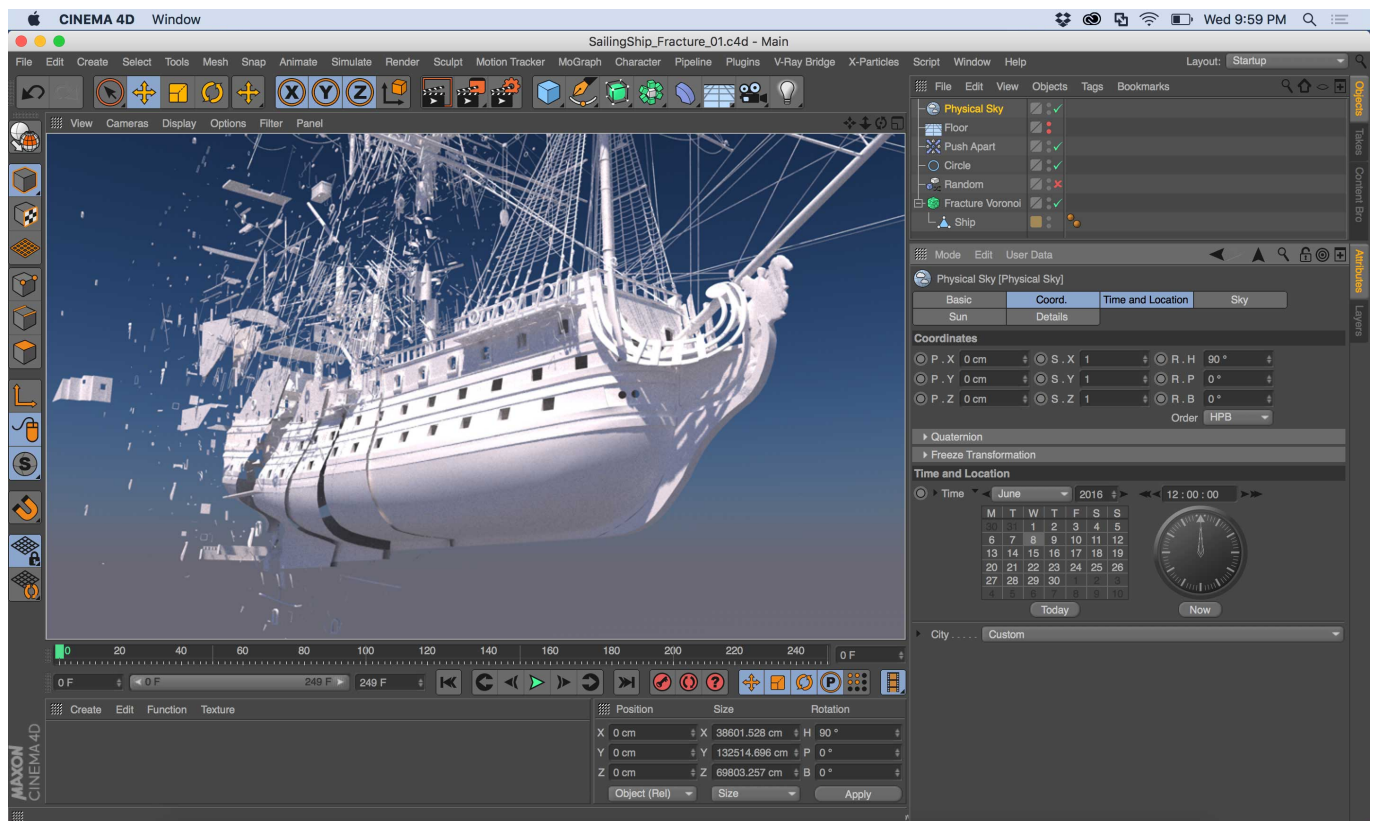 CINEMA 4D Window
Wed 9:59 PM
SailingShip_Fracture_01.c4d - Main
File Edit Create Select Tools Mesh Snap Animate Simulate Render Sculpt Motion Tracker MoGraph Character Pipeline Plugins V-Ray Bridge X-Particles Script Window Help
Layout: Startup
X Y Z
View Cameras Display Options Filter Panel
File Edit View Objects Tags Bookmarks
Physical Sky
Floor
Push Apart
Circle
Random
Fracture Voronoi
Ship
Objects
Takes
Content Bro
Mode Edit User Data
Attributes
Layers
Physical Sky [Physical Sky]
Basic Coord. Time and Location Sky
Sun Details
Coordinates
P . X 0 cm S . X 1 R . H 90 °
P . Y 0 cm S . Y 1 R . P 0 °
P . Z 0 cm S . Z 1 R . B 0 °
Order HPB
Quaternion
Freeze Transformation
Time and Location
Time June 2016 12 : 00 : 00
M T W T F S S
30 31 1 2 3 4 5
6 7 8 9 10 11 12
13 14 15 16 17 18 19
20 21 22 23 24 25 26
27 28 29 30 1 2 3
4 5 6 7 8 9 10
Today Now
City . . . . . Custom
S
0 20 40 60 80 100 120 140 160 180 200 220 240 0 F
0 F 0 F 249 F 249 F
? P
Create Edit Function Texture
Position Size Rotation
X 0 cm X 38601.528 cm H 90 °
Y 0 cm Y 132514.696 cm P 0 °
Z 0 cm Z 69803.257 cm B 0 °
Object (Rel) Size Apply
MAXON
CINEMA 4D